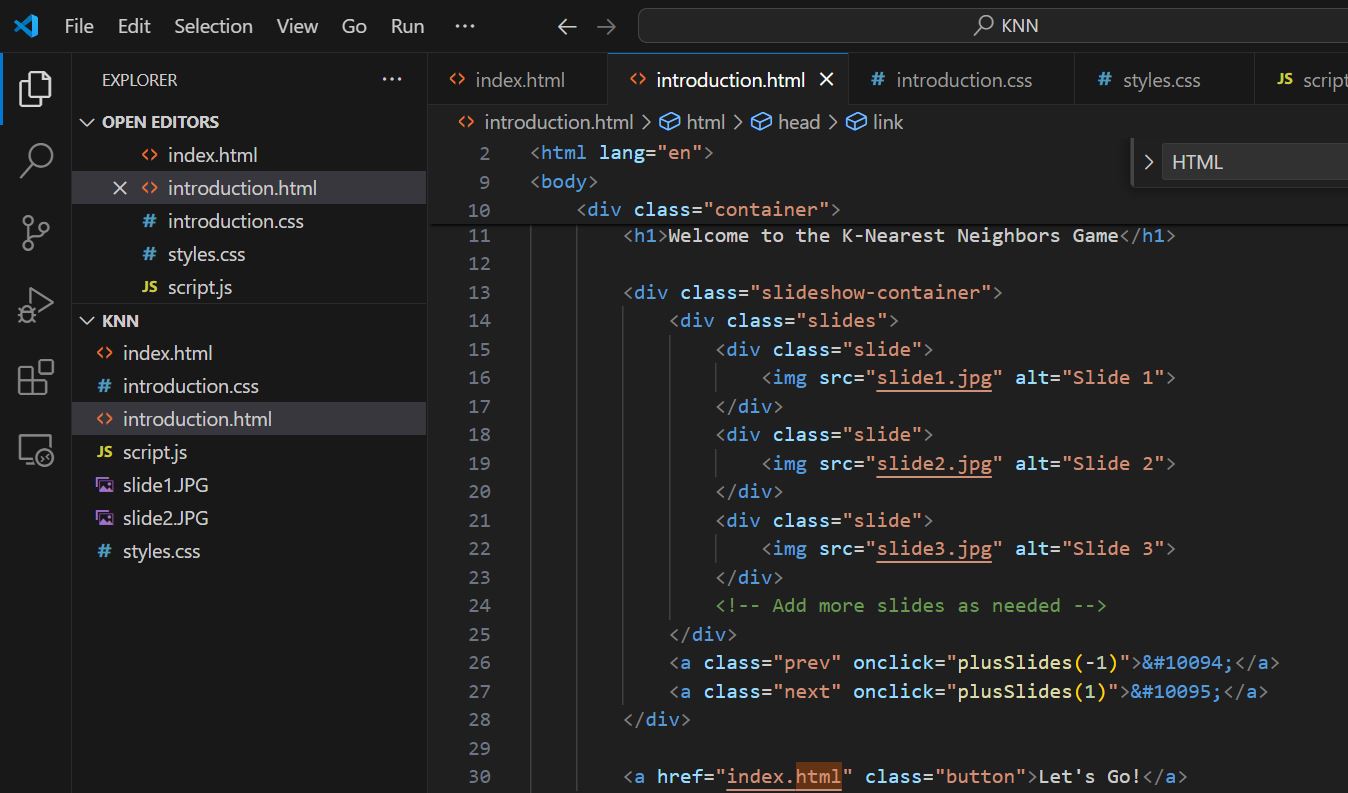 File Edit Selection View Go Run ··· KNN
EXPLORER ···
index.html introduction.html # introduction.css # styles.css JS script
OPEN EDITORS
introduction.html > html > head > link
index.html
introduction.html
# introduction.css
# styles.css
JS script.js
KNN
index.html
# introduction.css
introduction.html
JS script.js
slide1.JPG
slide2.JPG
# styles.css
HTML
2 <html lang="en">
9 <body>
10 <div class="container">
11 <h1>Welcome to the K-Nearest Neighbors Game</h1>
12
13 <div class="slideshow-container">
14 <div class="slides">
15 <div class="slide">
16 <img src="slide1.jpg" alt="Slide 1">
17 </div>
18 <div class="slide">
19 <img src="slide2.jpg" alt="Slide 2">
20 </div>
21 <div class="slide">
22 <img src="slide3.jpg" alt="Slide 3">
23 </div>
24 <!-- Add more slides as needed -->
25 </div>
26 <a class="prev" onclick="plusSlides(-1)">&#10094;</a>
27 <a class="next" onclick="plusSlides(1)">&#10095;</a>
28 </div>
29
30 <a href="index.html" class="button">Let's Go!</a>